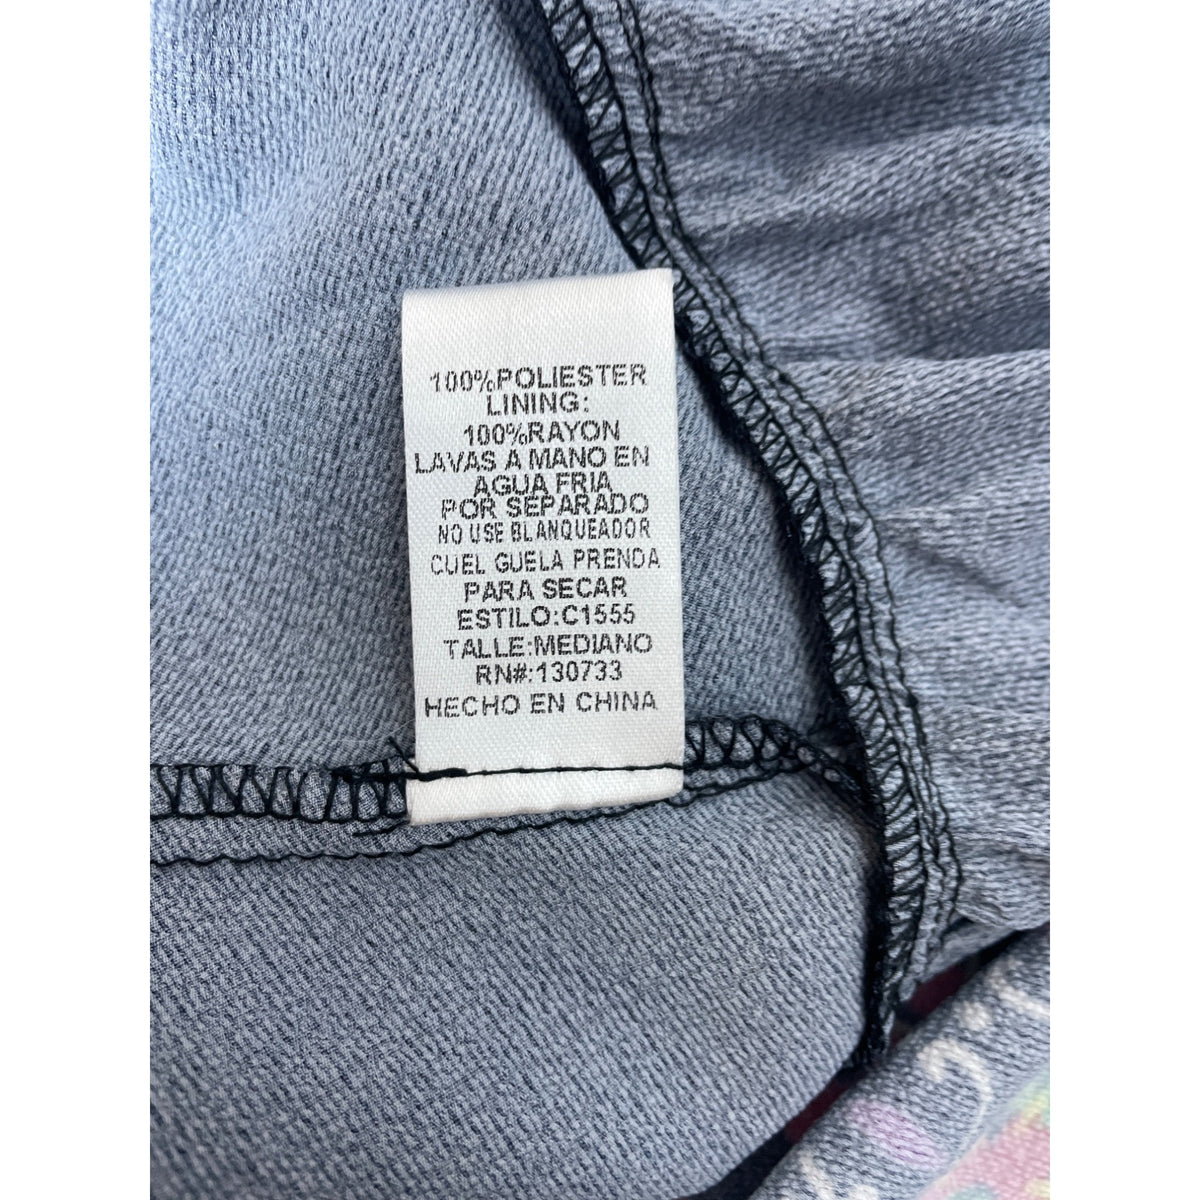 100%POLIESTER
LINING:
100%RAYON
LAVAS A MANO EN
AGUA FRIA
POR SEPARADO
NO USE BLANQUEADOR
CUEL GUELA PRENDA
PARA SECAR
ESTILO:C1555
TALLE:MEDIANO
RN#:130733
HECHO EN CHINA